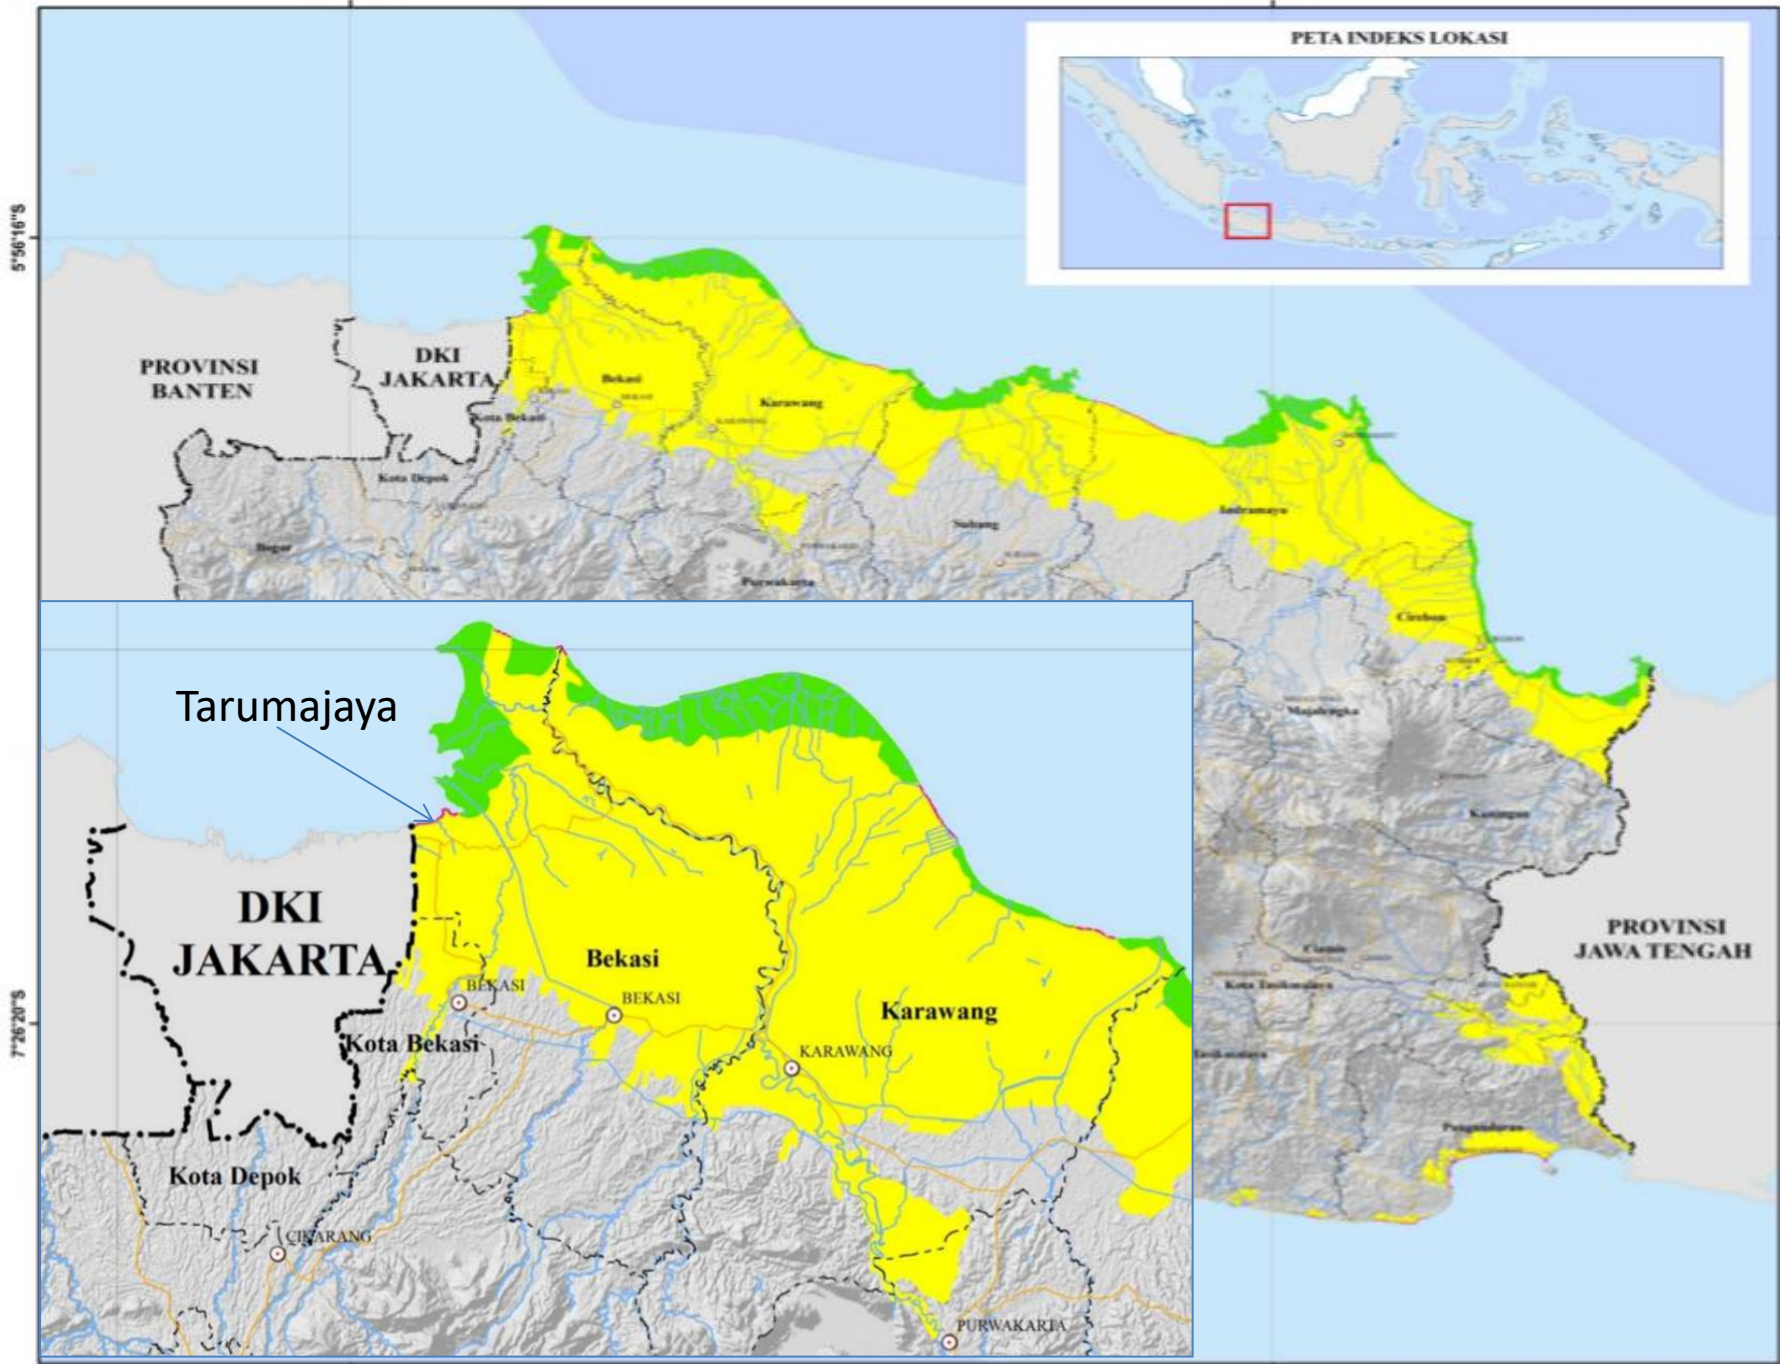 PETA INDEKS LOKASI
5°56'16"S
PROVINSI
BANTEN
DKI
JAKARTA
Bekasi
Karawang
Kota Bekasi
KARAWANG
Kota Depok
Indramayu
Subang
Bogor
Purwakarta
Cirebon
Majalengka
Kuningan
Tarumajaya
DKI
JAKARTA
Bekasi
BEKASI
BEKASI
Karawang
Kota Bekasi
KARAWANG
Kota Depok
CIKARANG
PURWAKARTA
7°26'20"S
PROVINSI
JAWA TENGAH
Ciamis
Kota Tasikmalaya
Pangandaran